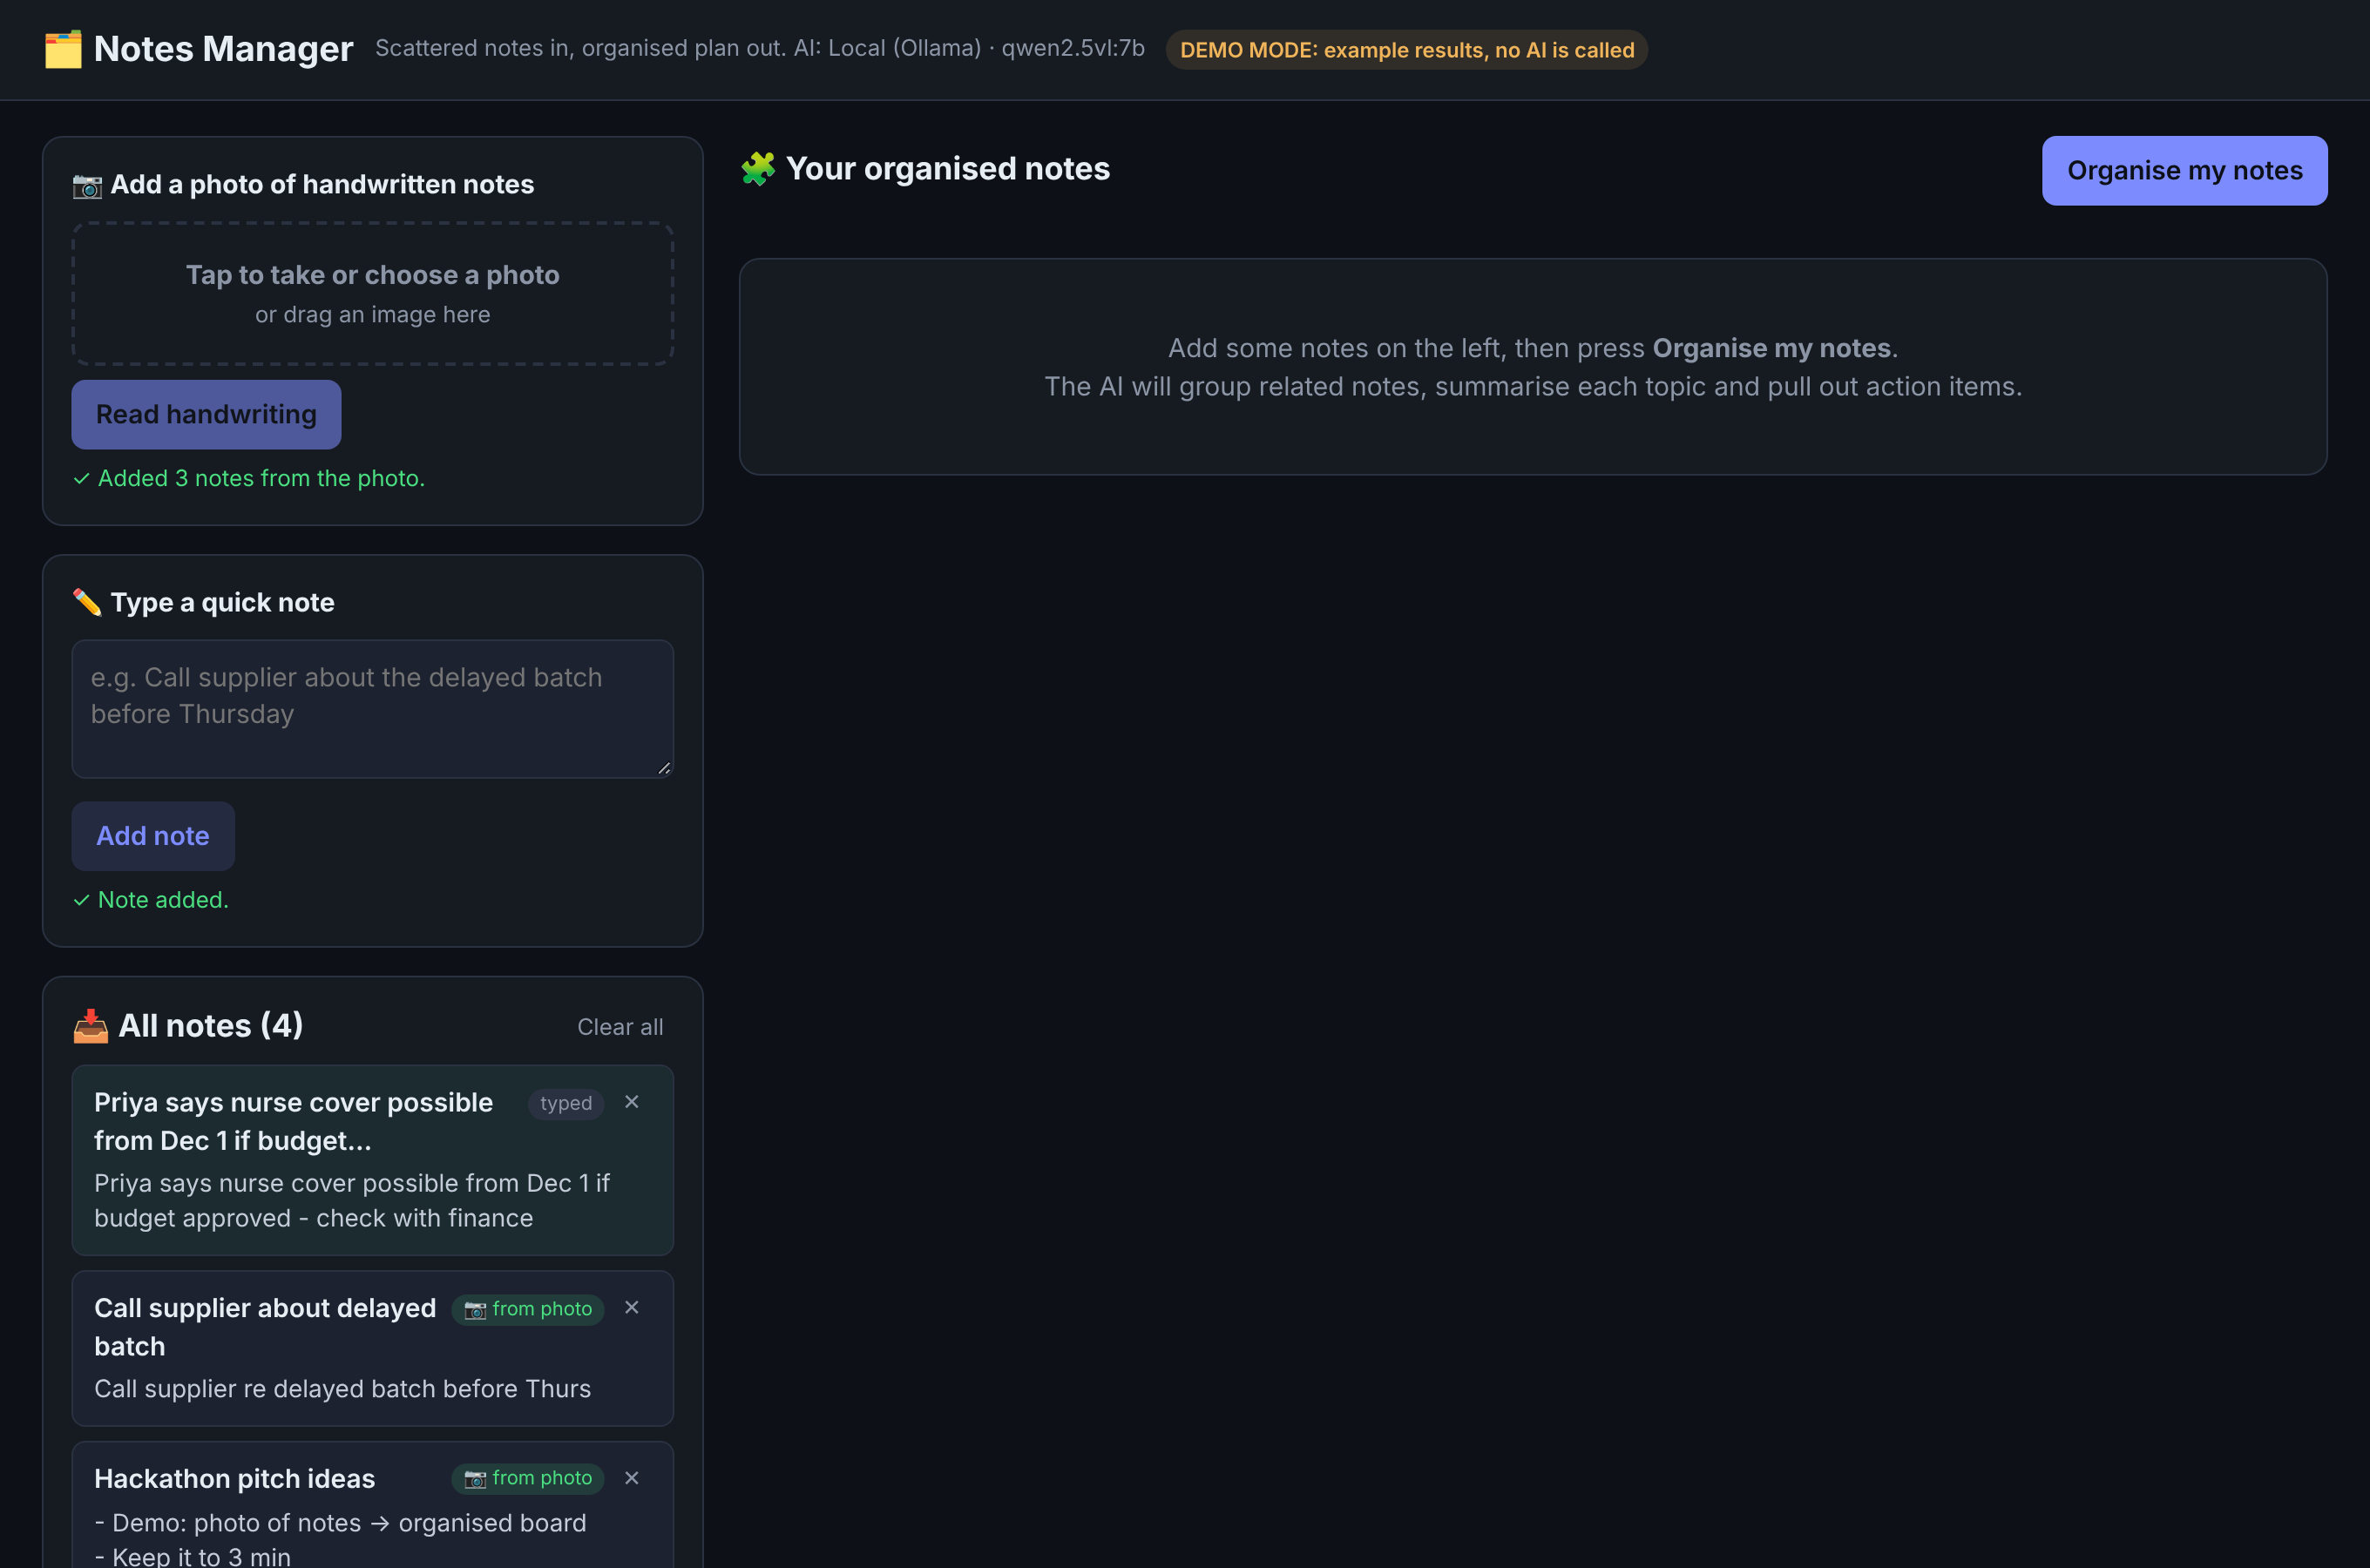 Notes Manager
Scattered notes in, organised plan out. AI: Local (Ollama) · qwen2.5vl:7b
DEMO MODE: example results, no AI is called
Add a photo of handwritten notes
Tap to take or choose a photo
or drag an image here
Read handwriting
✓ Added 3 notes from the photo.
Type a quick note
e.g. Call supplier about the delayed batch
before Thursday
Add note
✓ Note added.
All notes (4)
Clear all
Priya says nurse cover possible
from Dec 1 if budget…
typed
✕
Priya says nurse cover possible from Dec 1 if
budget approved - check with finance
Call supplier about delayed
batch
from photo
✕
Call supplier re delayed batch before Thurs
Hackathon pitch ideas
from photo
✕
- Demo: photo of notes → organised board
- Keep it to 3 min
Your organised notes
Organise my notes
Add some notes on the left, then press Organise my notes.
The AI will group related notes, summarise each topic and pull out action items.